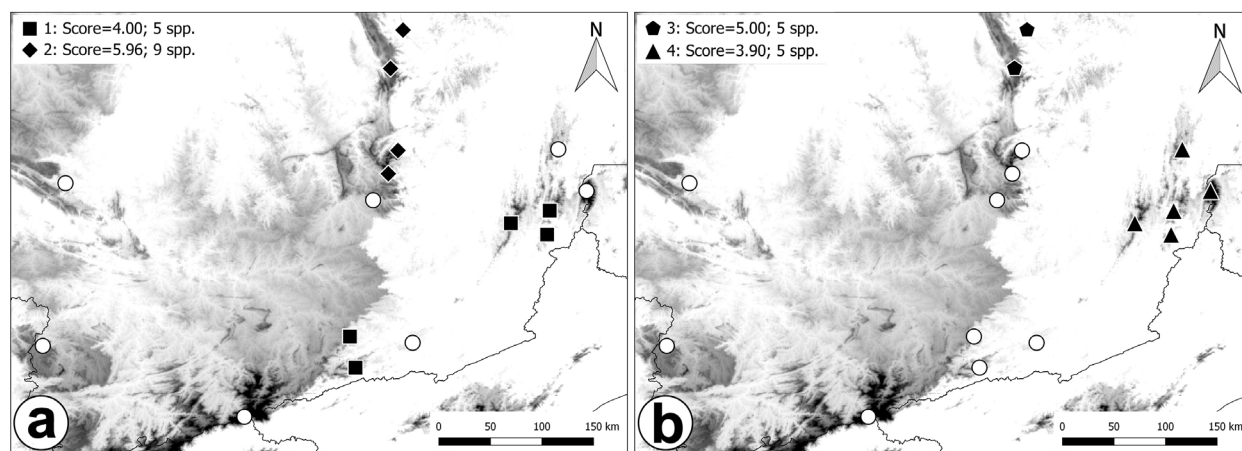 1: Score=4.00; 5 spp.
2: Score=5.96; 9 spp.
N
a
0 50 100 150 km
3: Score=5.00; 5 spp.
4: Score=3.90; 5 spp.
N
b
0 50 100 150 km